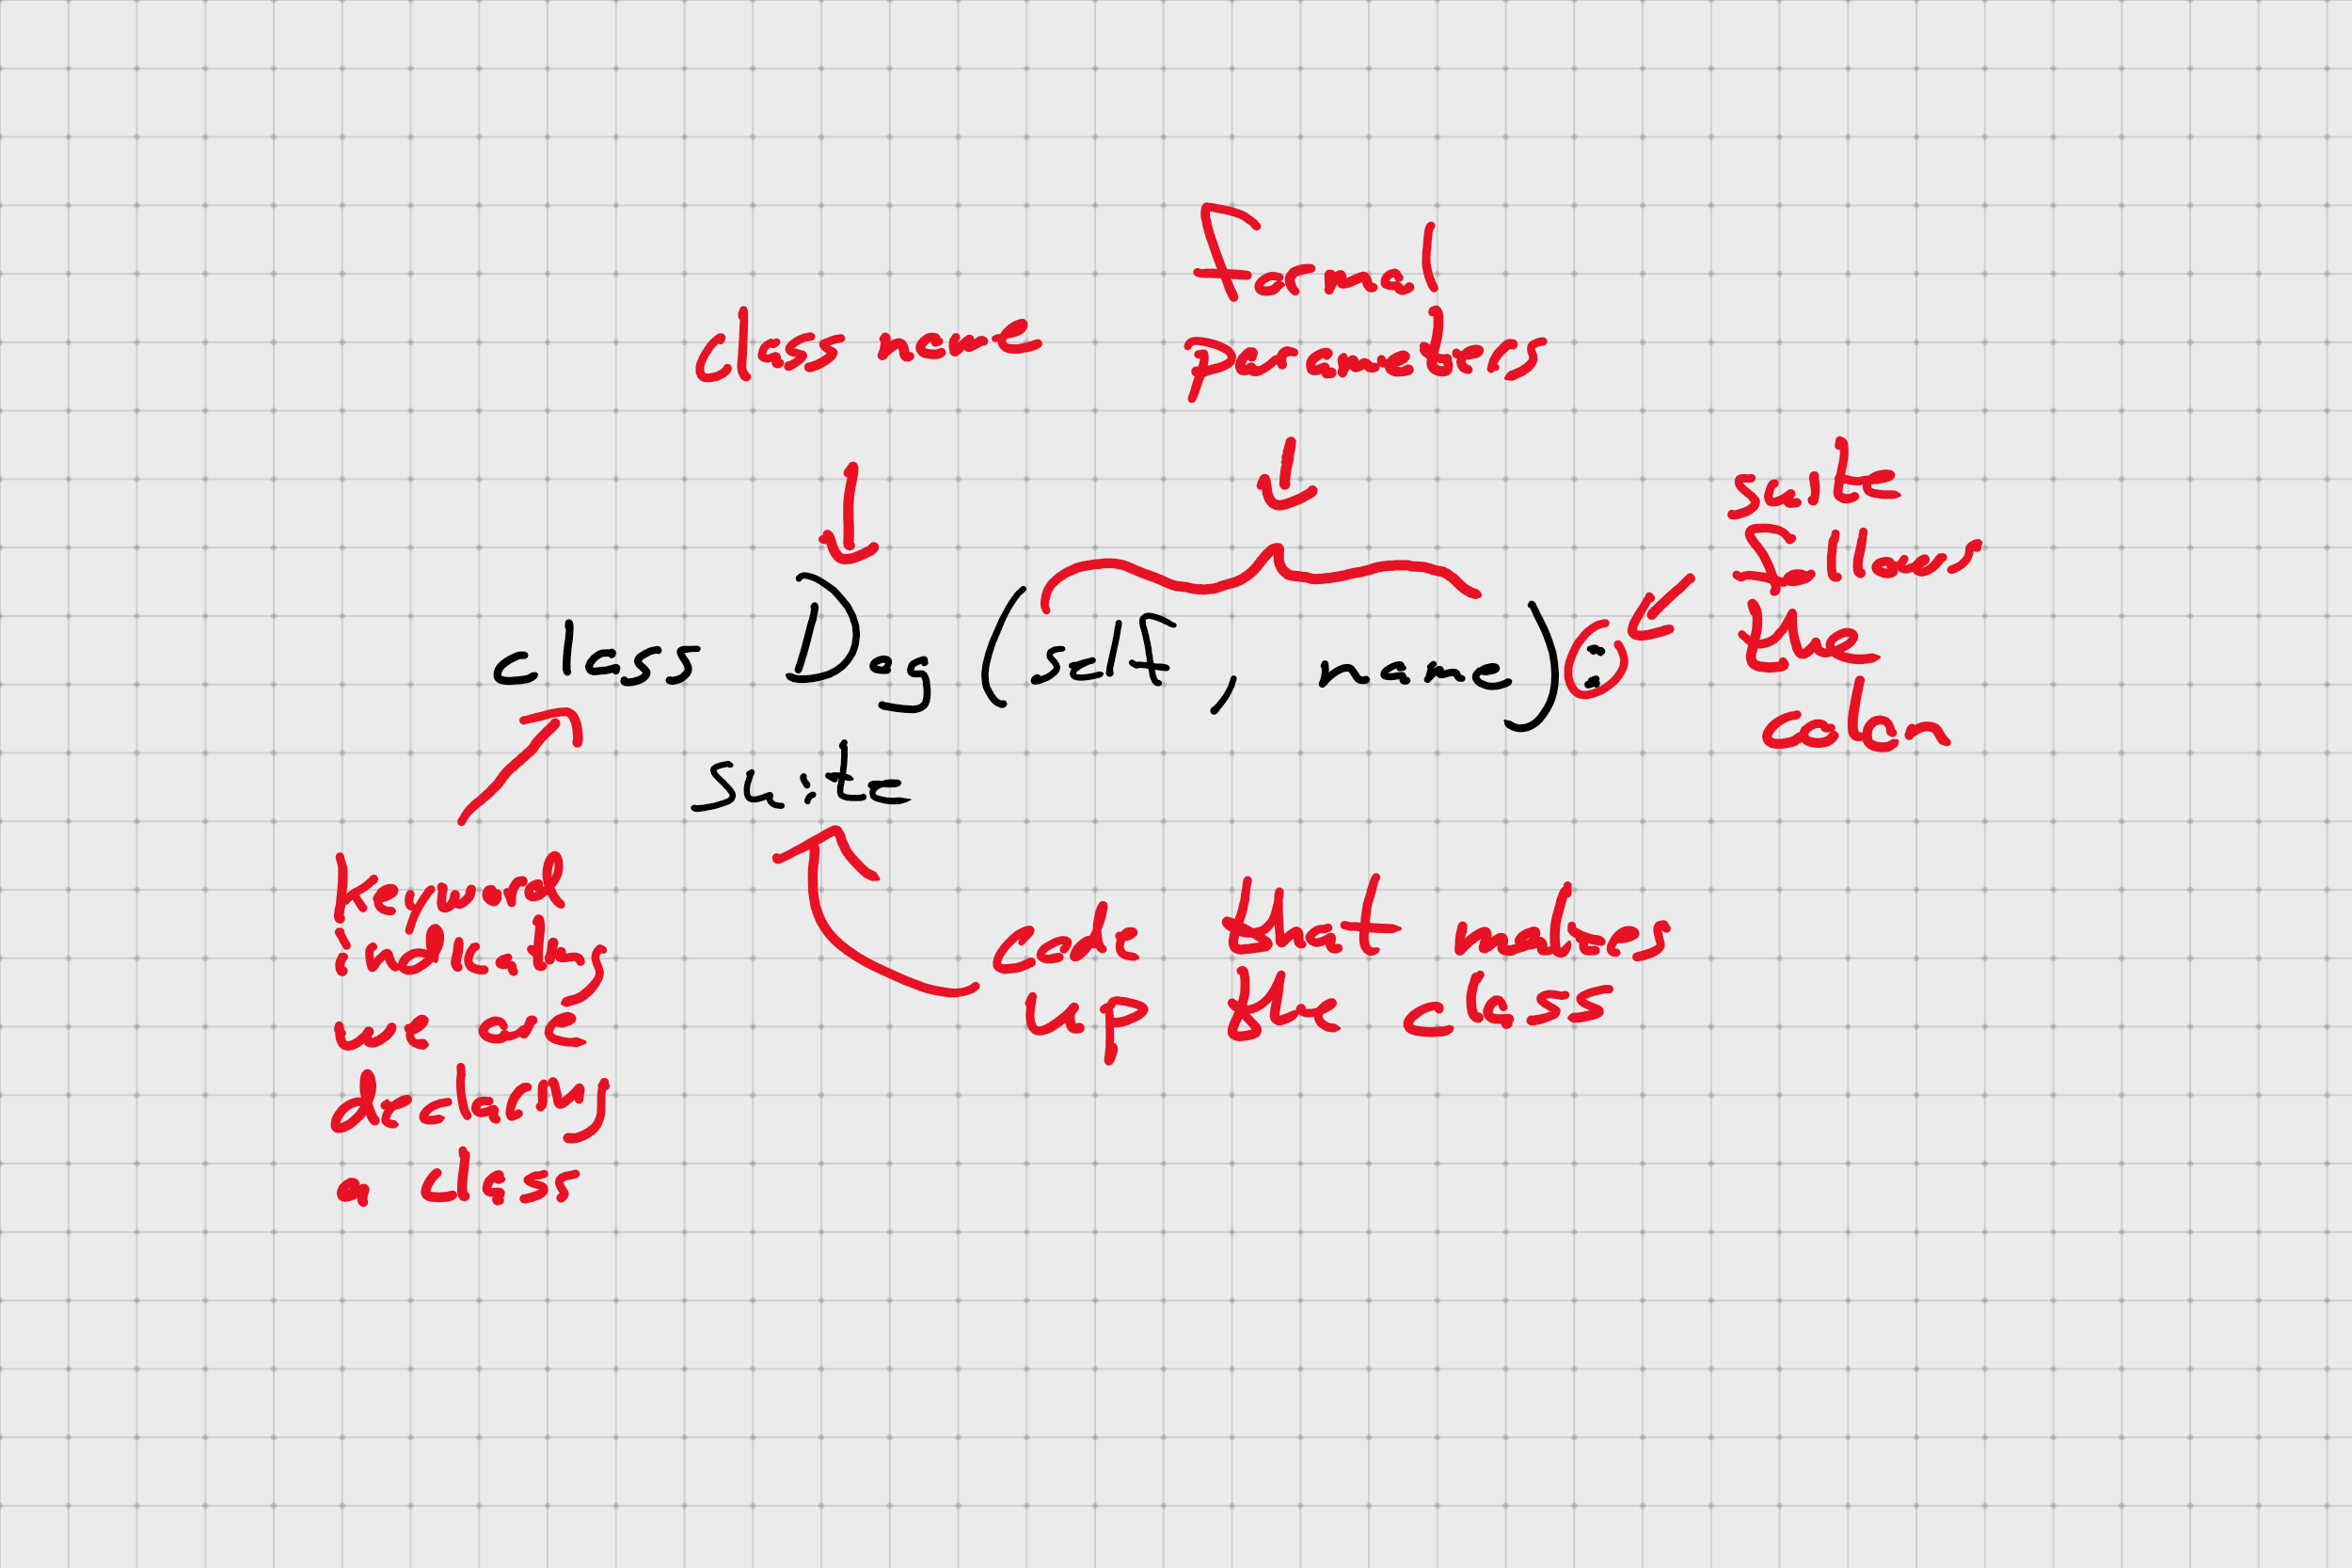 formal
class name
parameters
suite
follows
the
colon
class Dog (self, name):
suite
keyword
indicating
we are
declaring
a class
code that makes
up the class